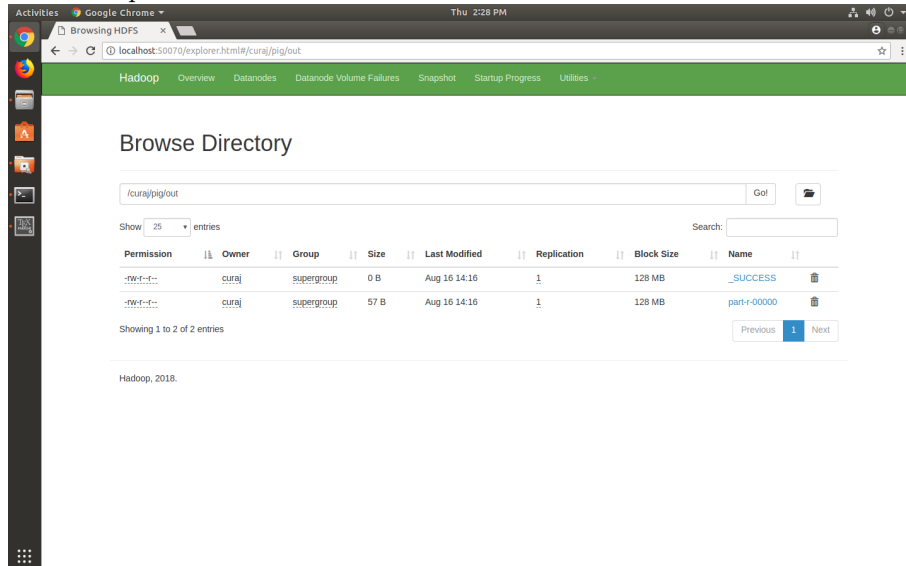 Activities Google Chrome Thu 2:28 PM
Browsing HDFS ×
localhost:50070/explorer.html#/curaj/pig/out
Hadoop Overview Datanodes Datanode Volume Failures Snapshot Startup Progress Utilities
Browse Directory
/curaj/pig/out Go!
Show 25 entries Search:
Permission Owner Group Size Last Modified Replication Block Size Name
-rw-r--r-- curaj supergroup 0 B Aug 16 14:16 1 128 MB _SUCCESS
-rw-r--r-- curaj supergroup 57 B Aug 16 14:16 1 128 MB part-r-00000
Showing 1 to 2 of 2 entries Previous 1 Next
Hadoop, 2018.